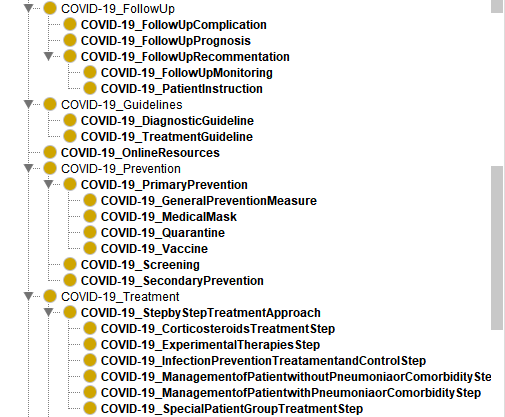 COVID-19_FollowUp
COVID-19_FollowUpComplication
COVID-19_FollowUpPrognosis
COVID-19_FollowUpRecommentation
COVID-19_FollowUpMonitoring
COVID-19_PatientInstruction
COVID-19_Guidelines
COVID-19_DiagnosticGuideline
COVID-19_TreatmentGuideline
COVID-19_OnlineResources
COVID-19_Prevention
COVID-19_PrimaryPrevention
COVID-19_GeneralPreventionMeasure
COVID-19_MedicalMask
COVID-19_Quarantine
COVID-19_Vaccine
COVID-19_Screening
COVID-19_SecondaryPrevention
COVID-19_Treatment
COVID-19_StepbyStepTreatmentApproach
COVID-19_CorticosteroidsTreatmentStep
COVID-19_ExperimentalTherapiesStep
COVID-19_InfectionPreventionTreatamentandControlStep
COVID-19_ManagementofPatientwithoutPneumoniaorComorbiditySte
COVID-19_ManagementofPatientwithPneumoniaorComorbidityStep
COVID-19_SpecialPatientGroupTreatmentStep